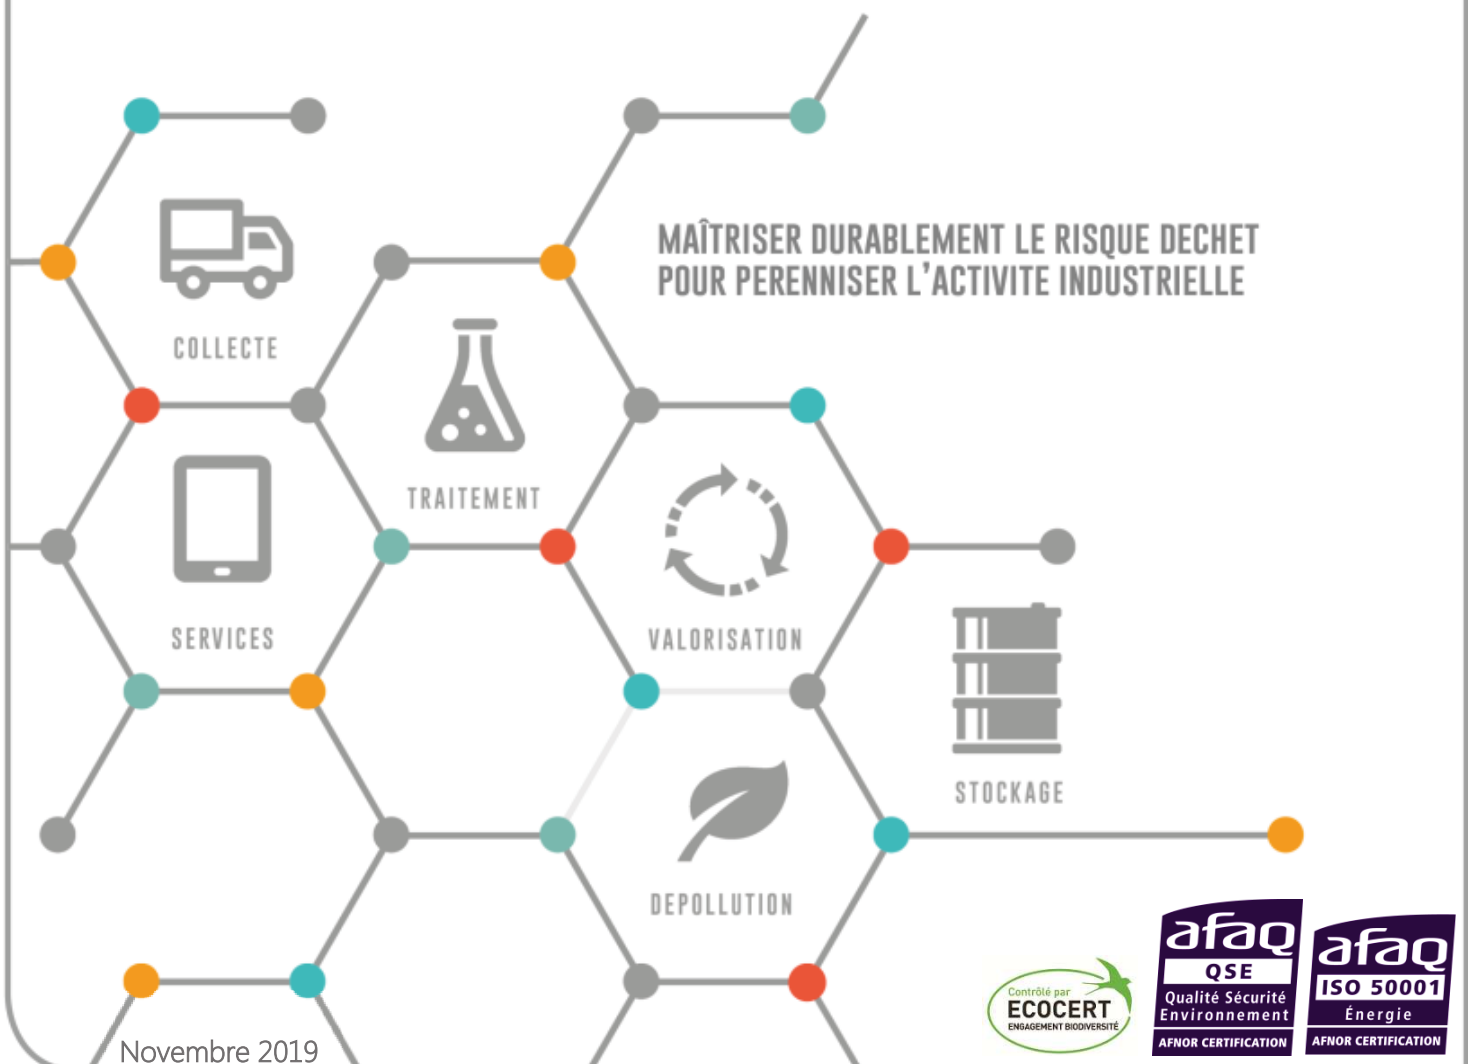 MAÎTRISER DURABLEMENT LE RISQUE DECHET
POUR PERENNISER L'ACTIVITE INDUSTRIELLE
COLLECTE
TRAITEMENT
SERVICES
VALORISATION
STOCKAGE
DEPOLLUTION
Contrôlé par
ECOCERT
ENGAGEMENT BIODIVERSITÉ
afaq
QSE
Qualité Sécurité
Environnement
AFNOR CERTIFICATION
afaq
ISO 50001
Énergie
AFNOR CERTIFICATION
Novembre 2019